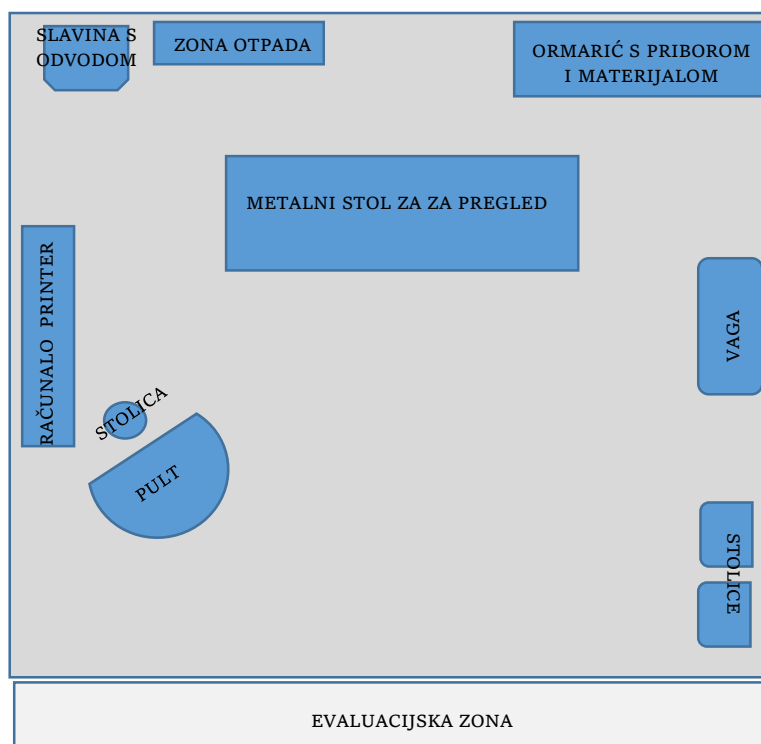 SLAVINA S
ODVODOM
ZONA OTPADA
ORMARIĆ S PRIBOROM
I MATERIJALOM
METALNI STOL ZA ZA PREGLED
RAČUNALO PRINTER
VAGA
STOLICA
PULT
STOLICE
EVALUACIJSKA ZONA